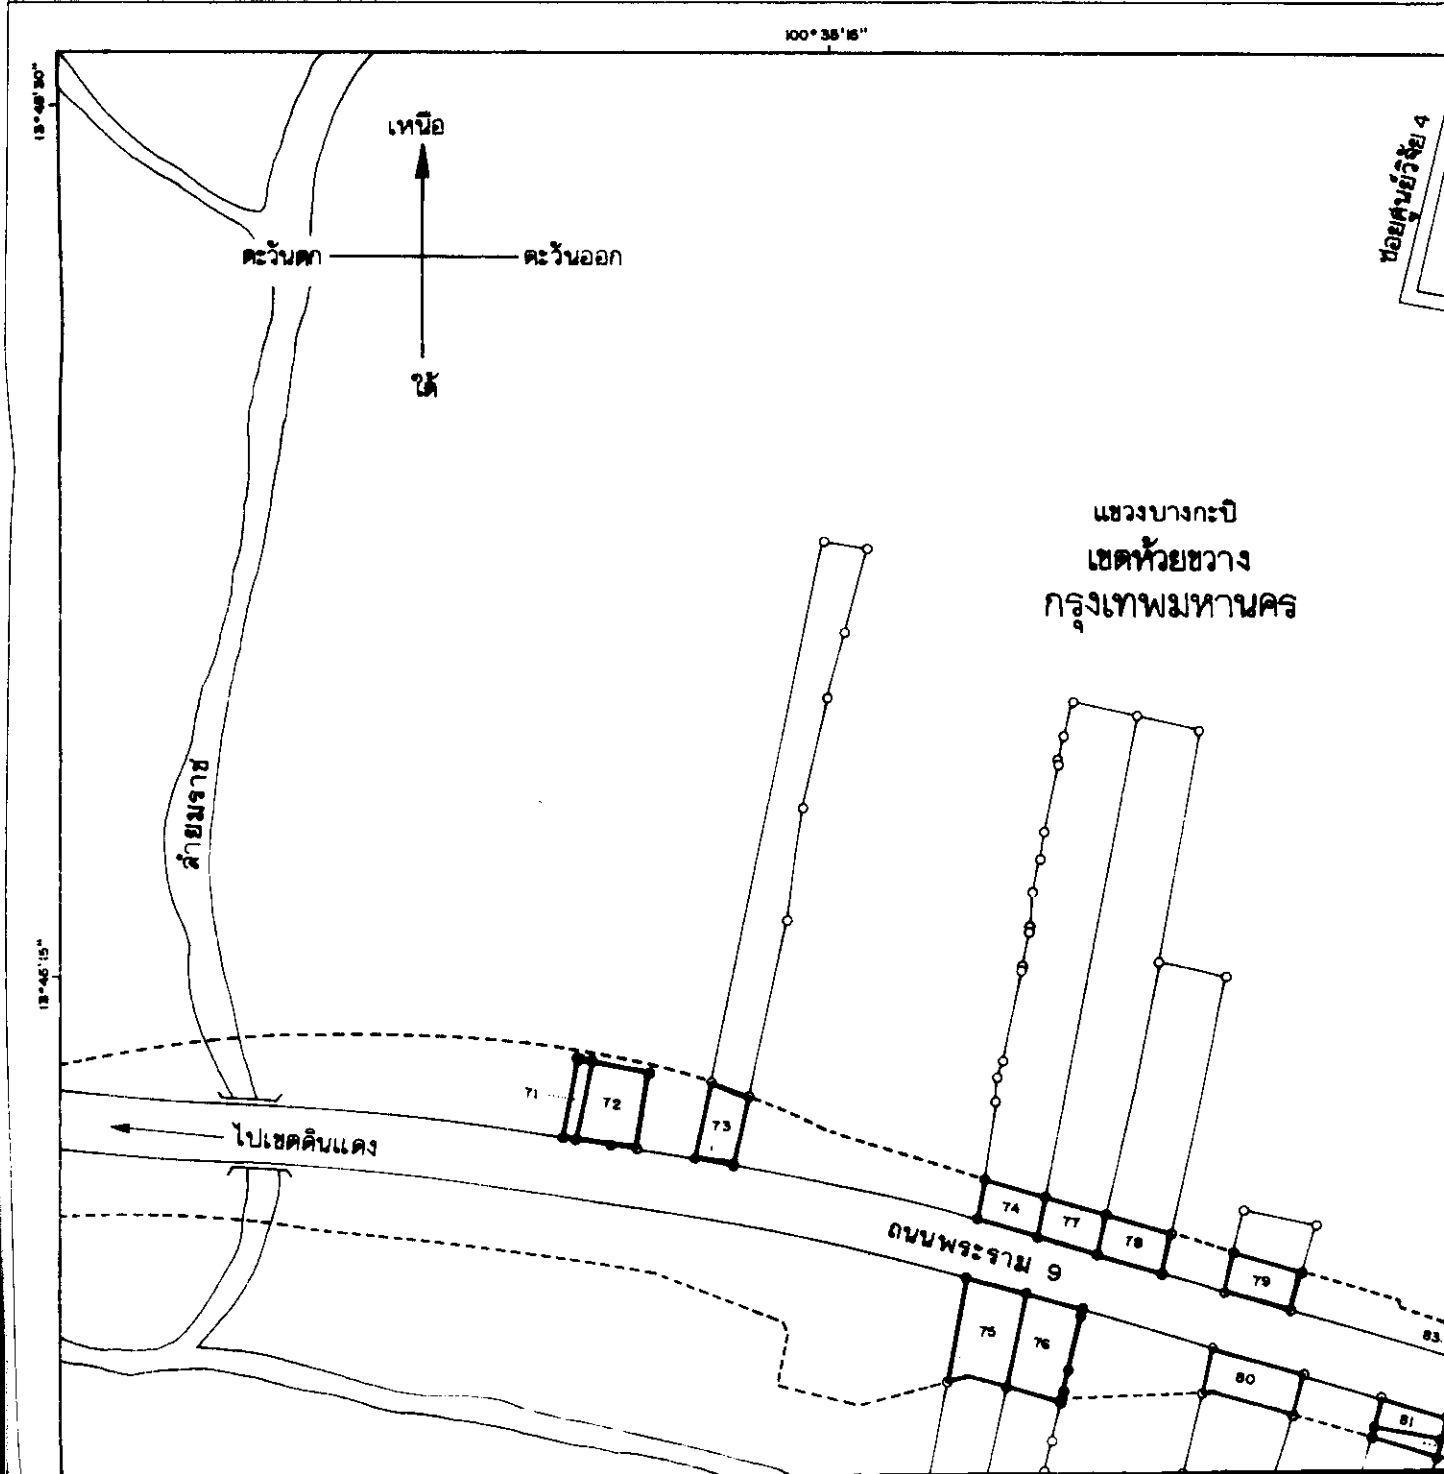 100°35'15"
13°45'30"
เหนือ
ตะวันตก
ตะวันออก
ใต้
ซอยศูนย์วิจัย 4
แขวงบางกะปิ
เขตห้วยขวาง
กรุงเทพมหานคร
ลำยมราช
13°45'15"
71
72
73
ไปเขตดินแดง
74
77
78
79
ถนนพระราม 9
75
76
80
81
83